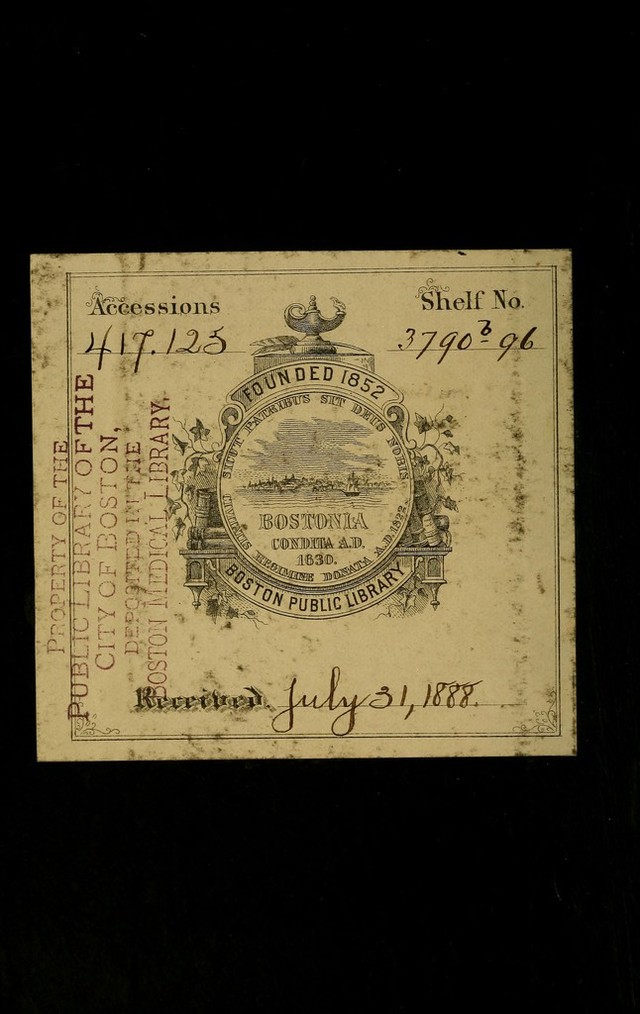 Accessions
417.125
Shelf No.
3790.b 96
FOUNDED 1852
SICUT PATRIBUS SIT DEUS NOBIS
BOSTONIA
CONDITA A.D.
1630.
CIVITATIS REGIMINE DONATA A.D. 1822
BOSTON PUBLIC LIBRARY
Received, July 31, 1888.
PROPERTY OF THE
PUBLIC LIBRARY OF THE
CITY OF BOSTON,
DEPOSITED IN THE
BOSTON MEDICAL LIBRARY.